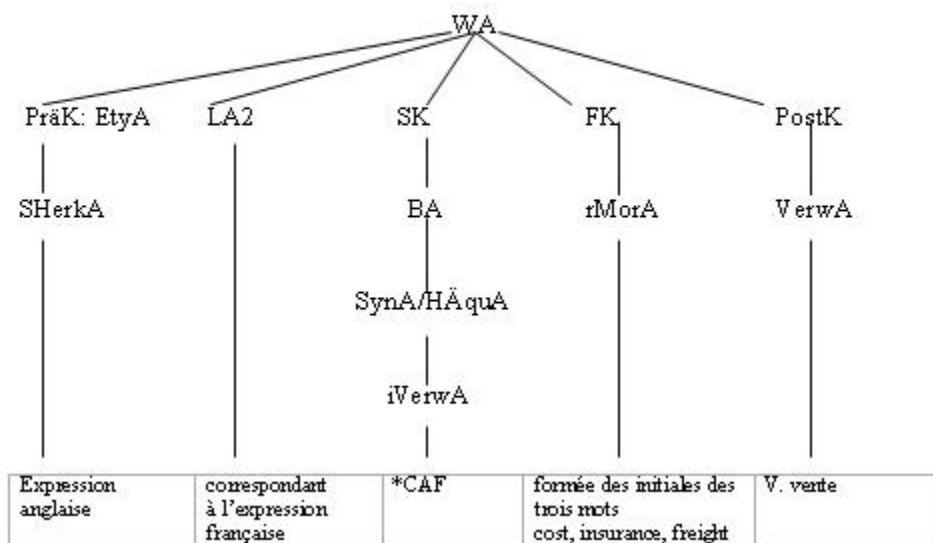 WA
PräK: EtyA LA2 SK FK PostK
SHerkA BA rMorA VerwA
SynA/HÄquA
iVerwA
Expression anglaise
correspondant à l'expression française
*CAF
formée des initiales des trois mots cost, insurance, freight
V. vente